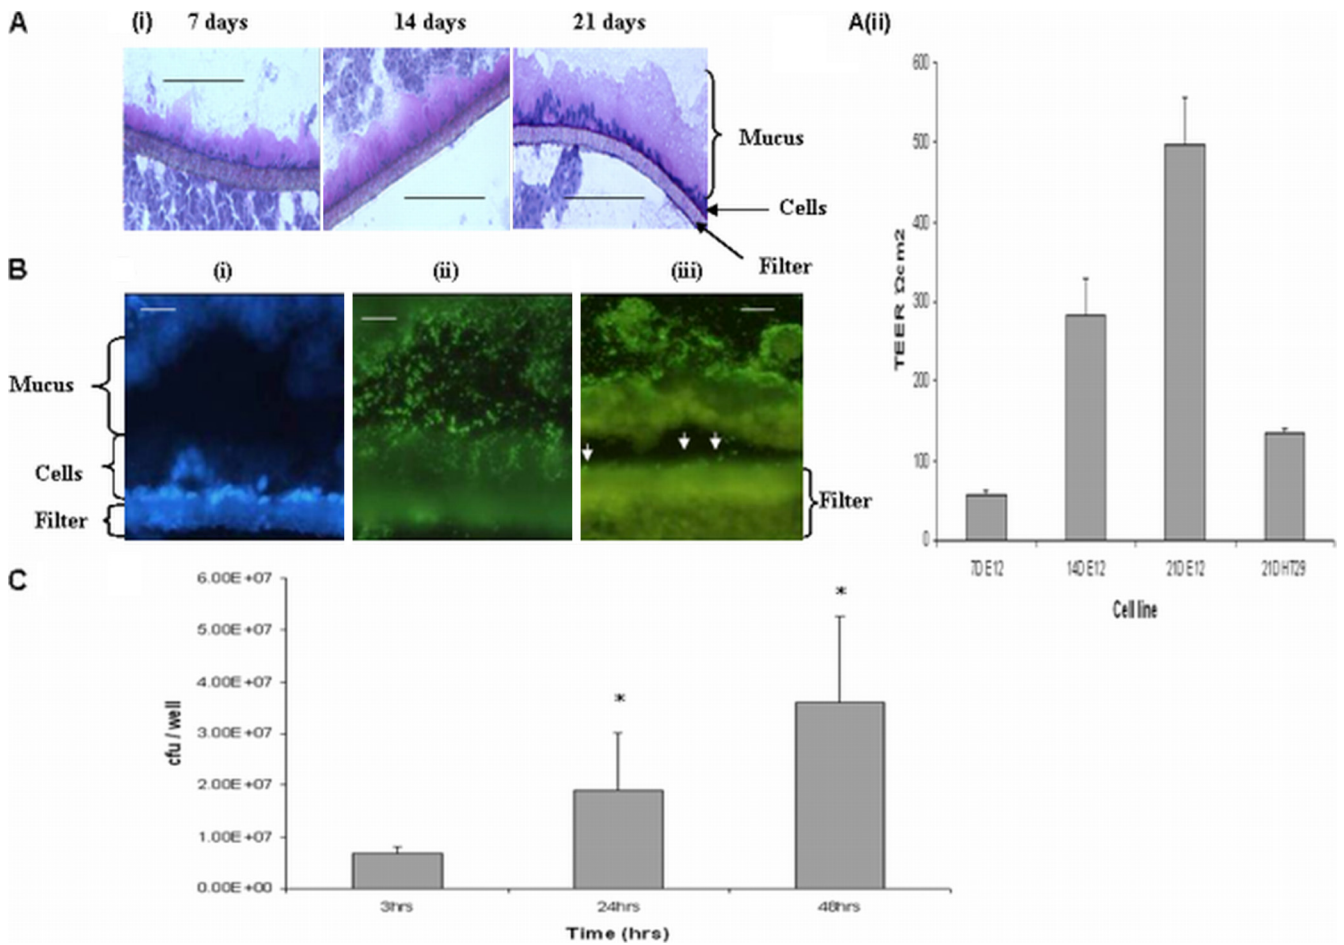 A (i) 7 days 14 days 21 days
Mucus
Cells
Filter
A(ii)
600
500
400
300
200
100
0
TEER Ωcm2
7D E12 14D E12 21D E12 21D HT29
Cell line
B (i) (ii) (iii)
Mucus
Cells
Filter
Filter
C
6.00E+07
5.00E+07
4.00E+07
3.00E+07
2.00E+07
1.00E+07
0.00E+00
cfu / well
*
*
3hrs 24hrs 48hrs
Time (hrs)